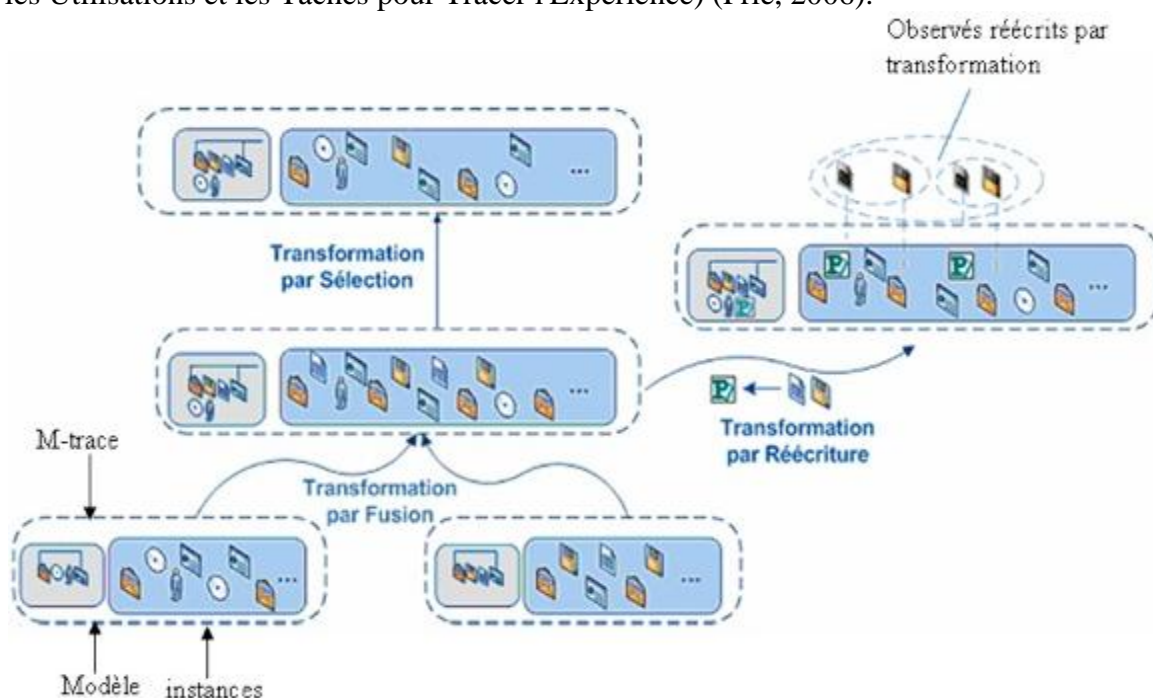 les Utilisations et les Tâches pour Tracer l'Expérience) (Prié, 2006).
Observés réécrits par
transformation
Transformation
par Sélection
...
...
...
P/
Transformation
par Réécriture
M-trace
Transformation
par Fusion
...
...
Modèle
instances